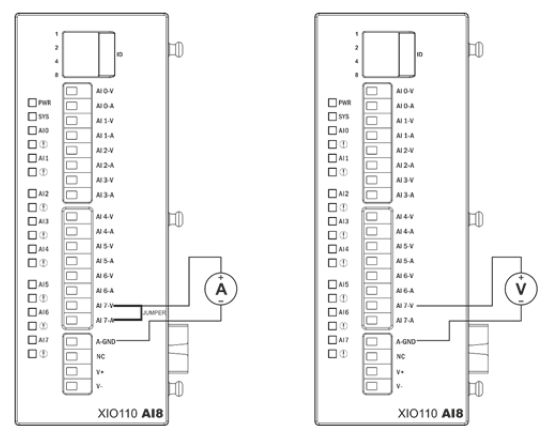 1
2
4
8
ID
AI 0-V
AI 0-A
AI 1-V
AI 1-A
AI 2-V
AI 2-A
AI 3-V
AI 3-A
PWR
SYS
AI0
!
AI1
!
AI2
!
AI3
!
AI4
!
AI5
!
AI6
!
AI7
!
AI 4-V
AI 4-A
AI 5-V
AI 5-A
AI 6-V
AI 6-A
AI 7-V
AI 7-A
JUMPER
A
+
–
A-GND
NC
V+
V-
XIO110 AI8
1
2
4
8
ID
AI 0-V
AI 0-A
AI 1-V
AI 1-A
AI 2-V
AI 2-A
AI 3-V
AI 3-A
PWR
SYS
AI0
!
AI1
!
AI2
!
AI3
!
AI4
!
AI5
!
AI6
!
AI7
!
AI 4-V
AI 4-A
AI 5-V
AI 5-A
AI 6-V
AI 6-A
AI 7-V
AI 7-A
V
+
–
A-GND
NC
V+
V-
XIO110 AI8